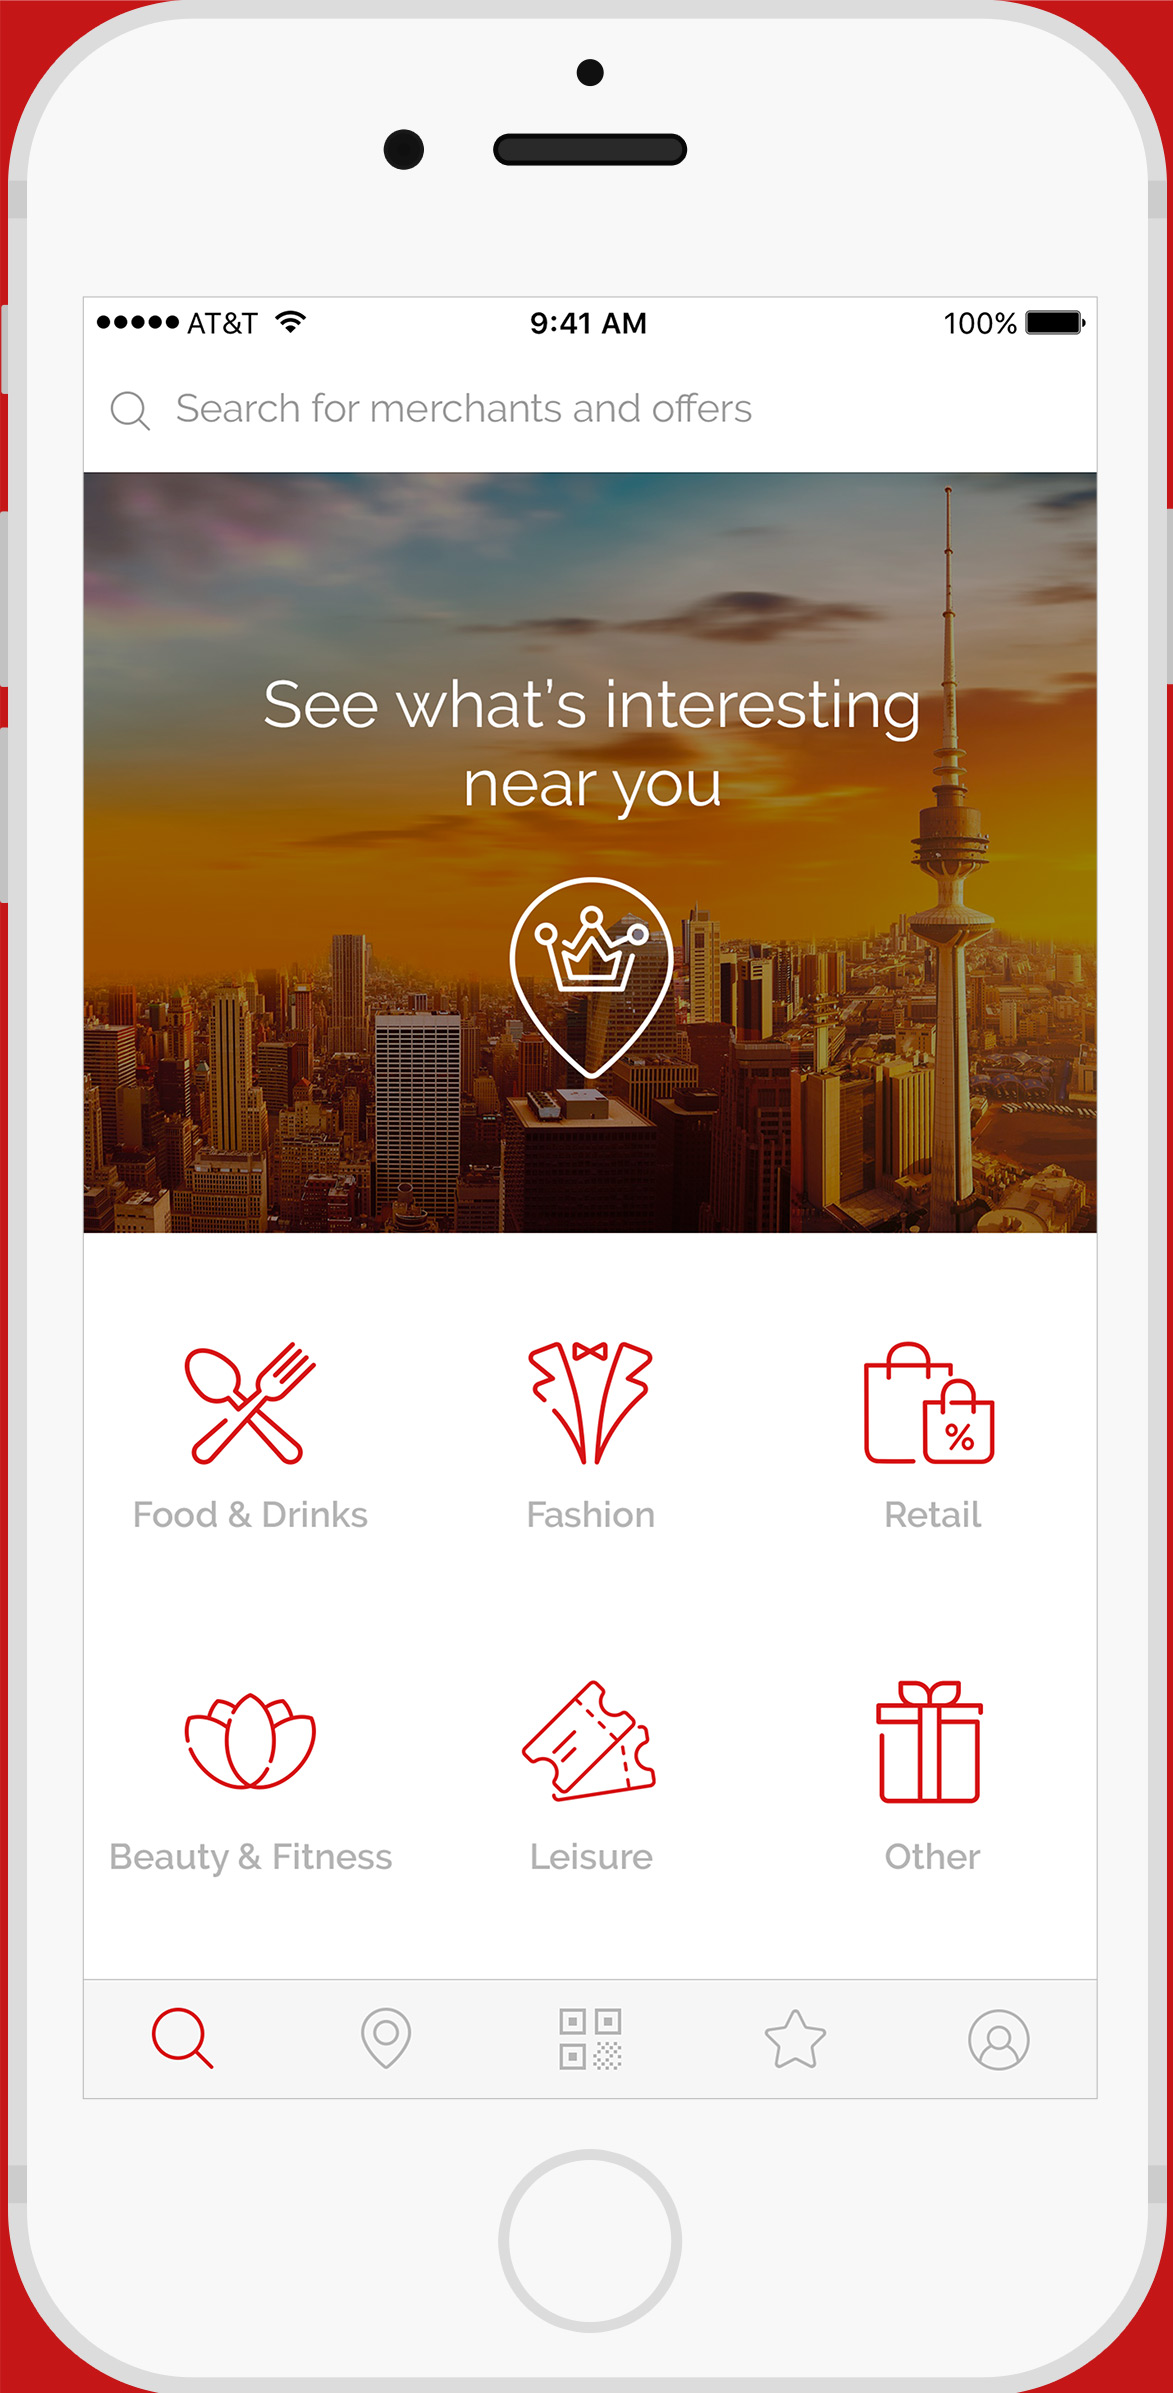 AT&T 9:41 AM 100%
Search for merchants and offers
See what’s interesting
near you
%
Food & Drinks Fashion Retail
Beauty & Fitness Leisure Other